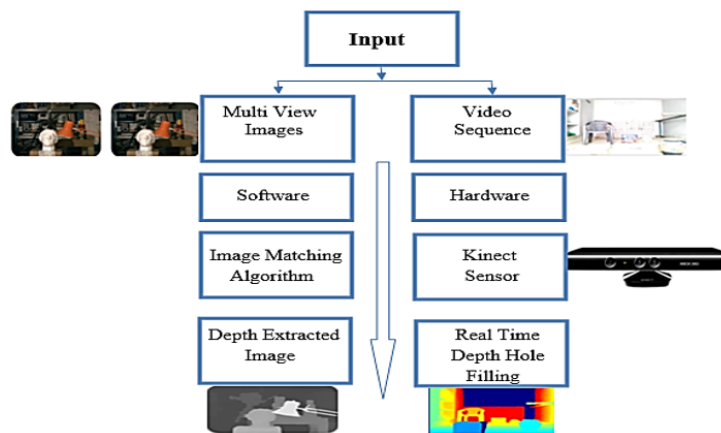 Input
Multi View
Images
Video
Sequence
Software
Hardware
Image Matching
Algorithm
Kinect
Sensor
Depth Extracted
Image
Real Time
Depth Hole
Filling